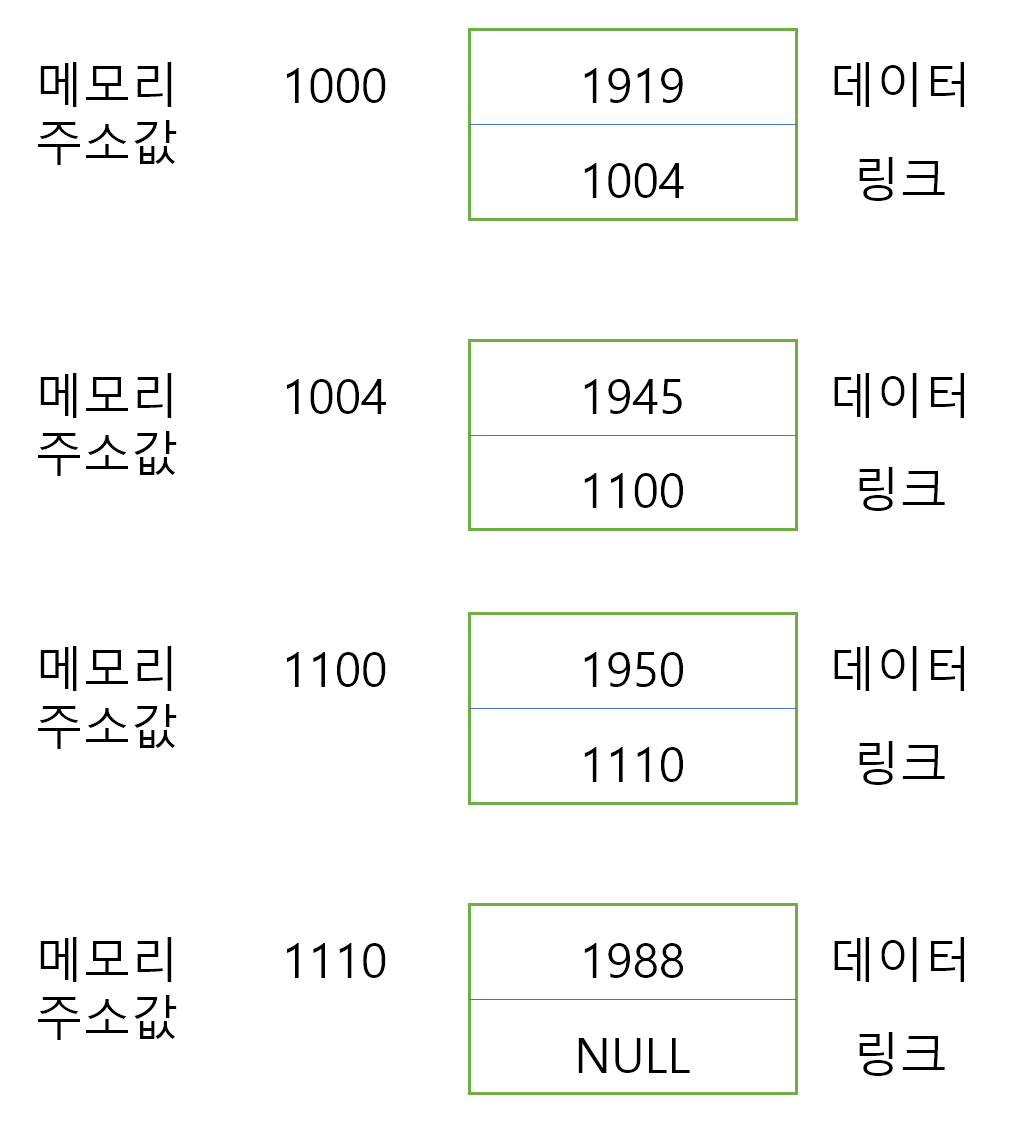 메모리 1000 1919 데이터
주소값
1004 링크
메모리 1004 1945 데이터
주소값
1100 링크
메모리 1100 1950 데이터
주소값
1110 링크
메모리 1110 1988 데이터
주소값
NULL 링크